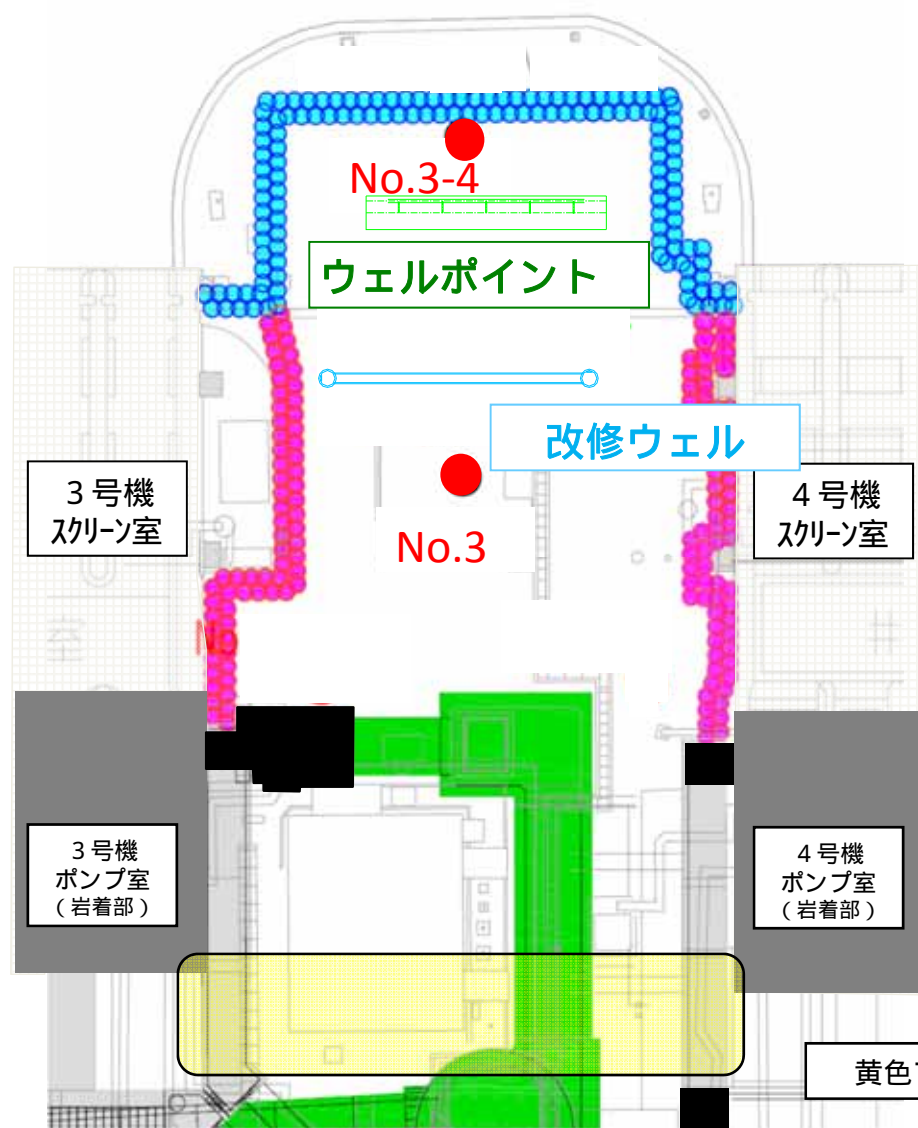 No.3-4
ウェルポイント
改修ウェル
3号機
スクリーン室
4号機
スクリーン室
No.3
3号機
ポンプ室
(岩着部)
4号機
ポンプ室
(岩着部)
黄色